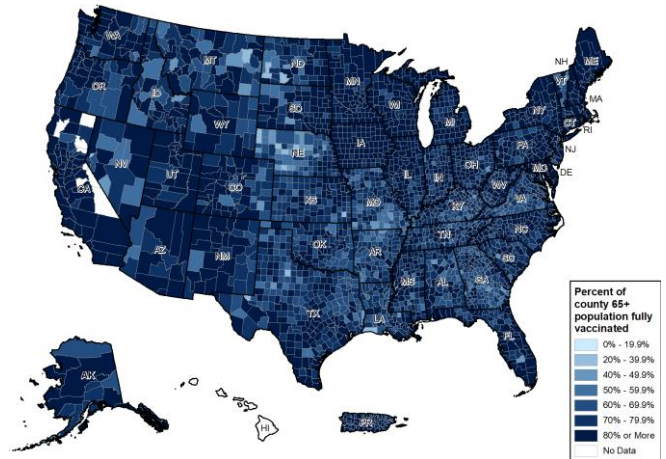 WA
MT
ND
MN
ME
NH
VT
OR
ID
SD
WI
MI
NY
MA
CT
RI
WY
IA
PA
NJ
NE
NV
IL
IN
OH
MD
DE
UT
CO
WV
CA
KS
MO
KY
VA
TN
NC
AZ
NM
OK
AR
SC
MS
AL
GA
TX
LA
FL
AK
HI
PR
Percent of
county 65+
population fully
vaccinated
0% - 19.9%
20% - 39.9%
40% - 49.9%
50% - 59.9%
60% - 69.9%
70% - 79.9%
80% or More
No Data